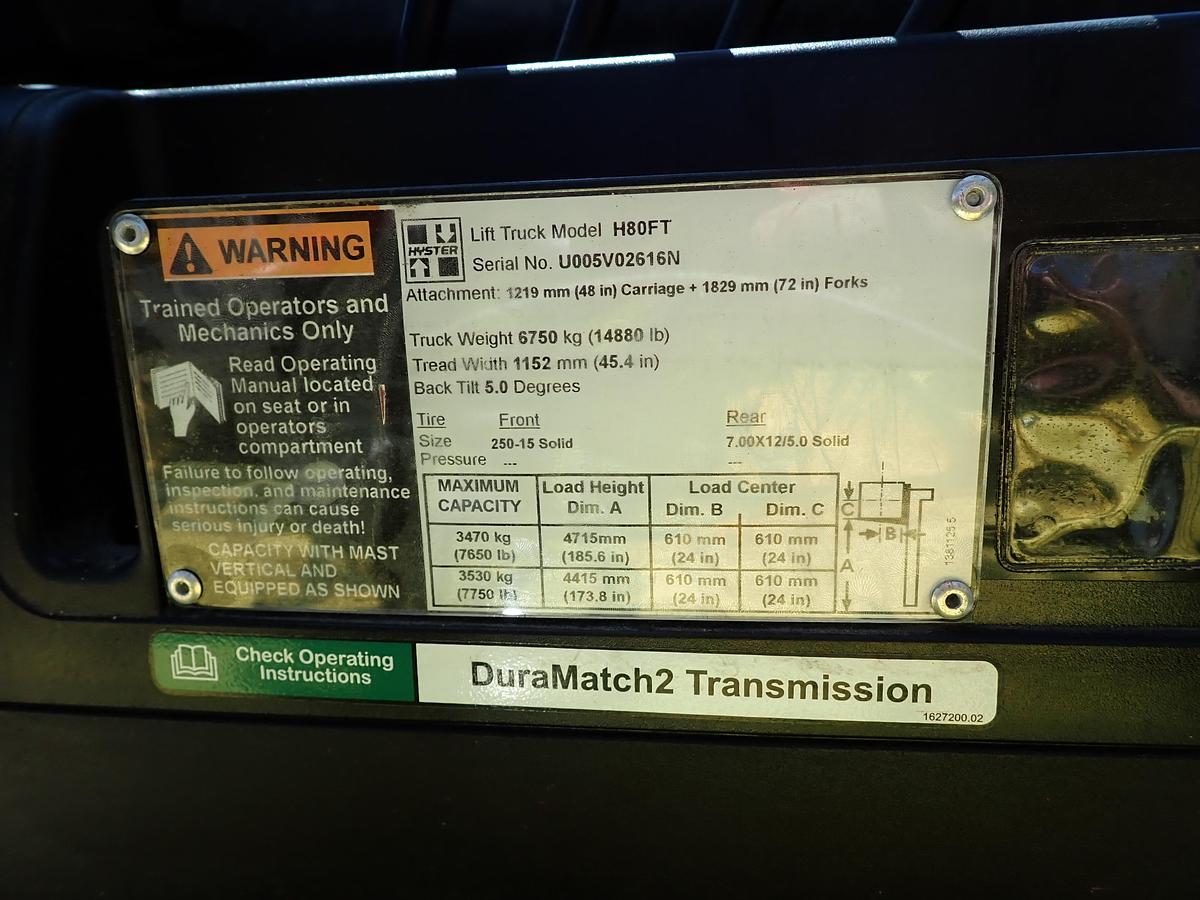 WARNING
Trained Operators and
Mechanics Only
Read Operating
Manual located
on seat or in
operators
compartment
Failure to follow operating,
inspection, and maintenance
instructions can cause
serious injury or death!
CAPACITY WITH MAST
VERTICAL AND
EQUIPPED AS SHOWN
HYSTER
Lift Truck Model H80FT
Serial No. U005V02616N
Attachment: 1219 mm (48 in) Carriage + 1829 mm (72 in) Forks
Truck Weight 6750 kg (14880 lb)
Tread Width 1152 mm (45.4 in)
Back Tilt 5.0 Degrees
Tire Front Rear
Size 250-15 Solid 7.00X12/5.0 Solid
Pressure --- ---
MAXIMUM CAPACITY Load Height Dim. A Load Center Dim. B Dim. C
3470 kg 4715mm 610 mm 610 mm
(7650 lb) (185.6 in) (24 in) (24 in)
3530 kg 4415 mm 610 mm 610 mm
(7750 lb) (173.8 in) (24 in) (24 in)
C
B
A
1381125.5
Check Operating
Instructions
DuraMatch2 Transmission
1627200.02